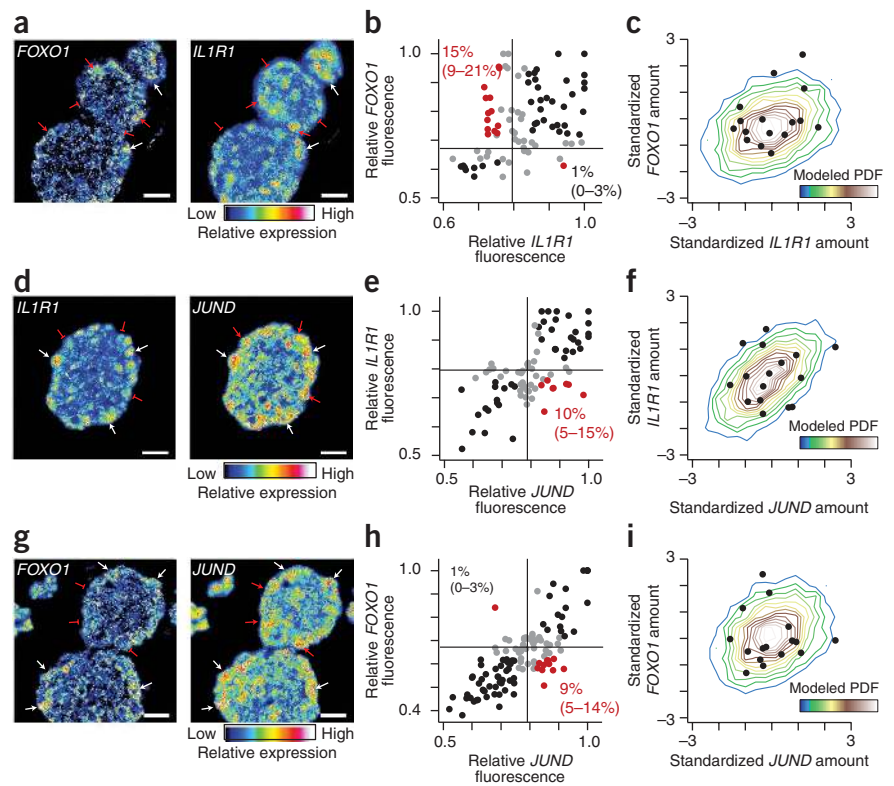 a
FOXO1
IL1R1
Low High
Relative expression
b
Relative FOXO1
fluorescence
1.0
0.5
15%
(9–21%)
1%
(0–3%)
0.6 1.0
Relative IL1R1
fluorescence
c
Standardized
FOXO1 amount
3
–3
Modeled PDF
–3 3
Standardized IL1R1 amount
d
IL1R1
JUND
Low High
Relative expression
e
Relative IL1R1
fluorescence
1.0
0.5
10%
(5–15%)
0.5 1.0
Relative JUND
fluorescence
f
Standardized
IL1R1 amount
3
–3
Modeled PDF
–3 3
Standardized JUND amount
g
FOXO1
JUND
Low High
Relative expression
h
Relative FOXO1
fluorescence
1.0
0.4
1%
(0–3%)
9%
(5–14%)
0.5 1.0
Relative JUND
fluorescence
i
Standardized
FOXO1 amount
3
–3
Modeled PDF
–3 3
Standardized JUND amount